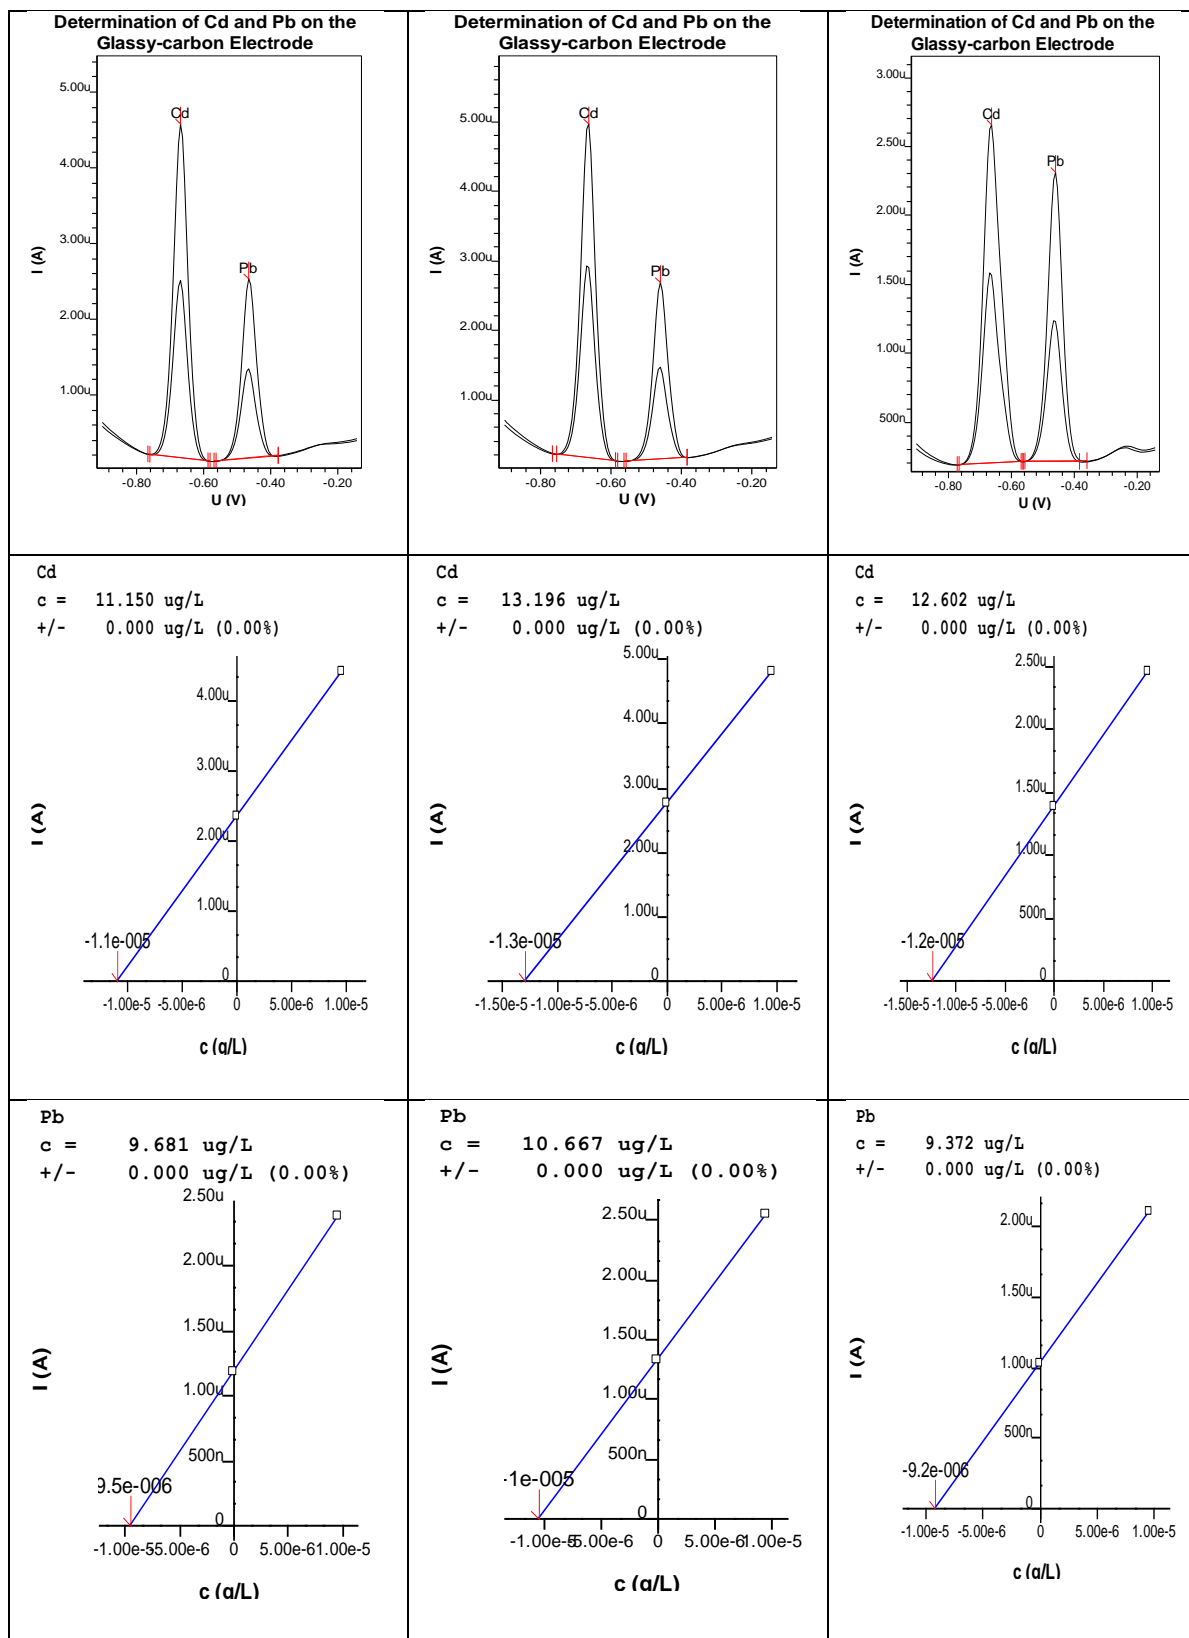 Determination of Cd and Pb on the
Glassy-carbon Electrode
5.00u
4.00u
3.00u
2.00u
1.00u
I (A)
Cd
Pb
-0.80
-0.60
-0.40
-0.20
U (V)
Determination of Cd and Pb on the
Glassy-carbon Electrode
5.00u
4.00u
3.00u
2.00u
1.00u
I (A)
Cd
Pb
-0.80
-0.60
-0.40
-0.20
U (V)
Determination of Cd and Pb on the
Glassy-carbon Electrode
3.00u
2.50u
2.00u
1.50u
1.00u
500n
I (A)
Cd
Pb
-0.80
-0.60
-0.40
-0.20
U (V)
Cd
c = 11.150 ug/L
+/- 0.000 ug/L (0.00%)
4.00u
3.00u
2.00u
1.00u
0
I (A)
-1.1e-005
-1.00e-5
-5.00e-6
0
5.00e-6
1.00e-5
c (g/L)
Cd
c = 13.196 ug/L
+/- 0.000 ug/L (0.00%)
5.00u
4.00u
3.00u
2.00u
1.00u
0
I (A)
-1.3e-005
-1.50e-5
-1.00e-5
-5.00e-6
0
5.00e-6
1.00e-5
c (g/L)
Cd
c = 12.602 ug/L
+/- 0.000 ug/L (0.00%)
2.50u
2.00u
1.50u
1.00u
500n
0
I (A)
-1.2e-005
-1.50e-5
-1.00e-5
-5.00e-6
0
5.00e-6
1.00e-5
c (g/L)
Pb
c = 9.681 ug/L
+/- 0.000 ug/L (0.00%)
2.50u
2.00u
1.50u
1.00u
500n
0
I (A)
9.5e-006
-1.00e-5
-5.00e-6
0
5.00e-6
1.00e-5
c (g/L)
Pb
c = 10.667 ug/L
+/- 0.000 ug/L (0.00%)
2.50u
2.00u
1.50u
1.00u
500n
0
I (A)
-1e-005
-1.00e-5
-5.00e-6
0
5.00e-6
1.00e-5
c (g/L)
Pb
c = 9.372 ug/L
+/- 0.000 ug/L (0.00%)
2.00u
1.50u
1.00u
500n
0
I (A)
-9.2e-006
-1.00e-5
-5.00e-6
0
5.00e-6
1.00e-5
c (g/L)